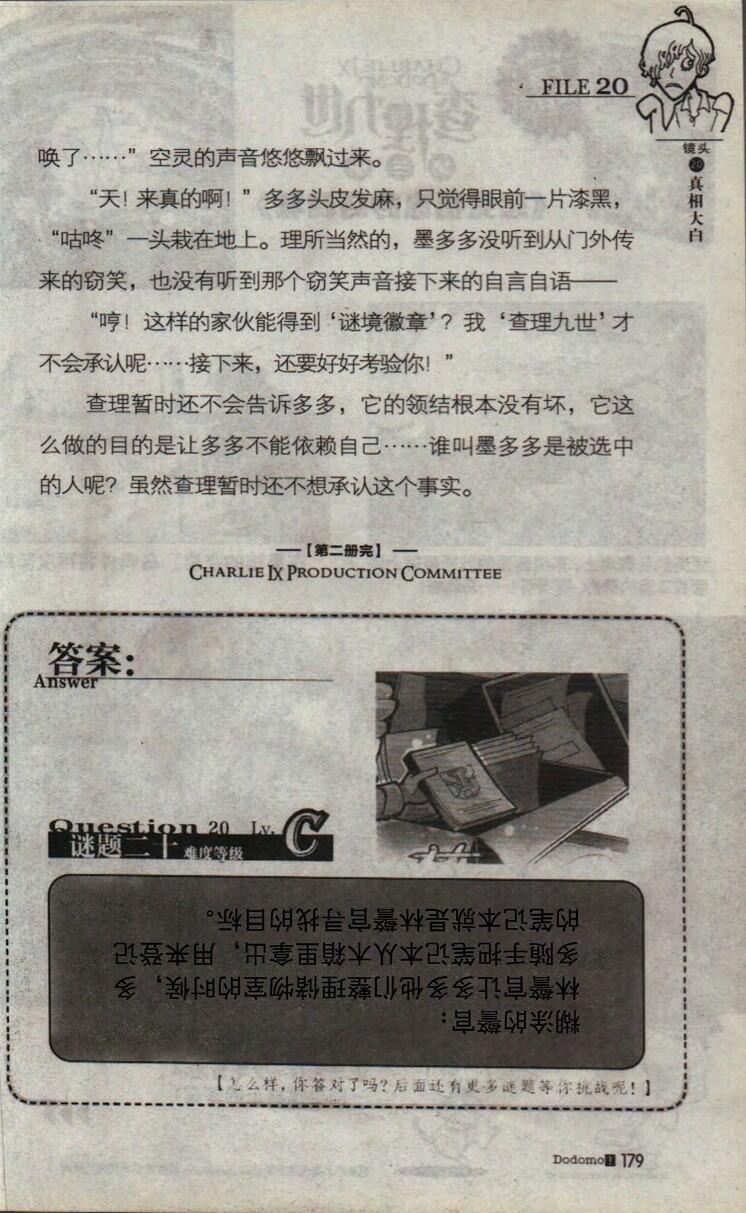 FILE 20
镜头
20
真相大白
唤了……”空灵的声音悠悠飘过来。
“天！来真的啊！”多多头皮发麻，只觉得眼前一片漆黑，
“咕咚”一头栽在地上。理所当然的，墨多多没听到从门外传
来的窃笑，也没有听到那个窃笑声音接下来的自言自语——
“哼！这样的家伙能得到‘谜境徽章’？我‘查理九世’才
不会承认呢……接下来，还要好好考验你！”
查理暂时还不会告诉多多，它的领结根本没有坏，它这
么做的目的是让多多不能依赖自己……谁叫墨多多是被选中
的人呢？虽然查理暂时还不想承认这个事实。
【第二册完】
CHARLIE IX PRODUCTION COMMITTEE
答案：
Answer
Question 20 Lv. C
谜题二十 难度等级
糊涂的警官：
林警官让多多他们整理储物室的时候，多
多随手把笔记本从木箱里拿出，用来登记
的笔记本就是林警官寻找的目标。
【怎么样，你答对了吗？后面还有更多谜题等你挑战呢！】
Dodomo! 179